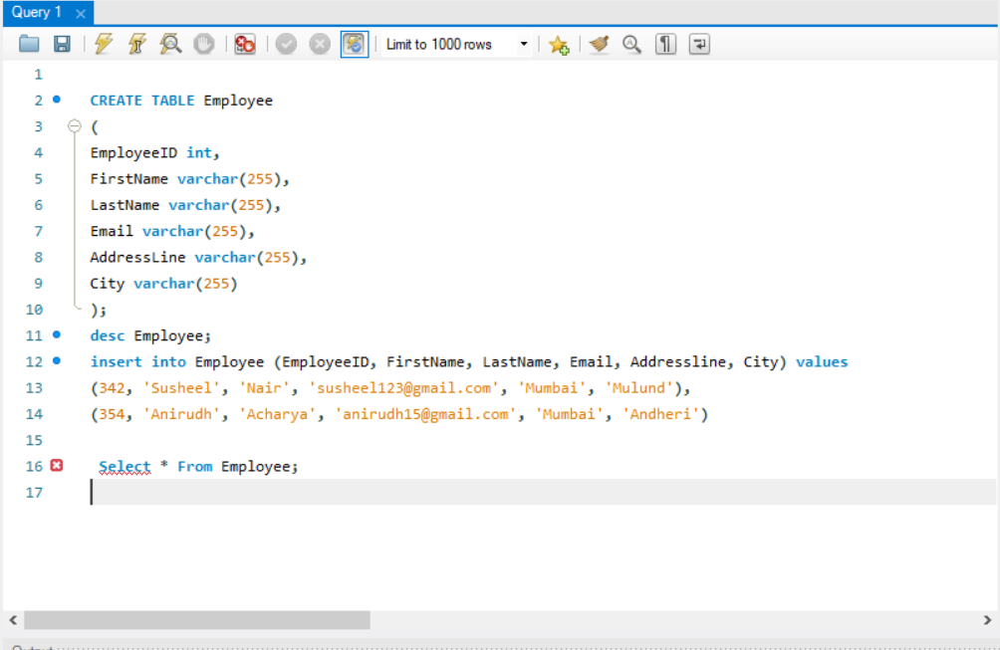 Query 1
Limit to 1000 rows
1
2 CREATE TABLE Employee
3 (
4 EmployeeID int,
5 FirstName varchar(255),
6 LastName varchar(255),
7 Email varchar(255),
8 AddressLine varchar(255),
9 City varchar(255)
10 );
11 desc Employee;
12 insert into Employee (EmployeeID, FirstName, LastName, Email, Addressline, City) values
13 (342, 'Susheel', 'Nair', 'susheel123@gmail.com', 'Mumbai', 'Mulund'),
14 (354, 'Anirudh', 'Acharya', 'anirudh15@gmail.com', 'Mumbai', 'Andheri')
15
16 Select * From Employee;
17